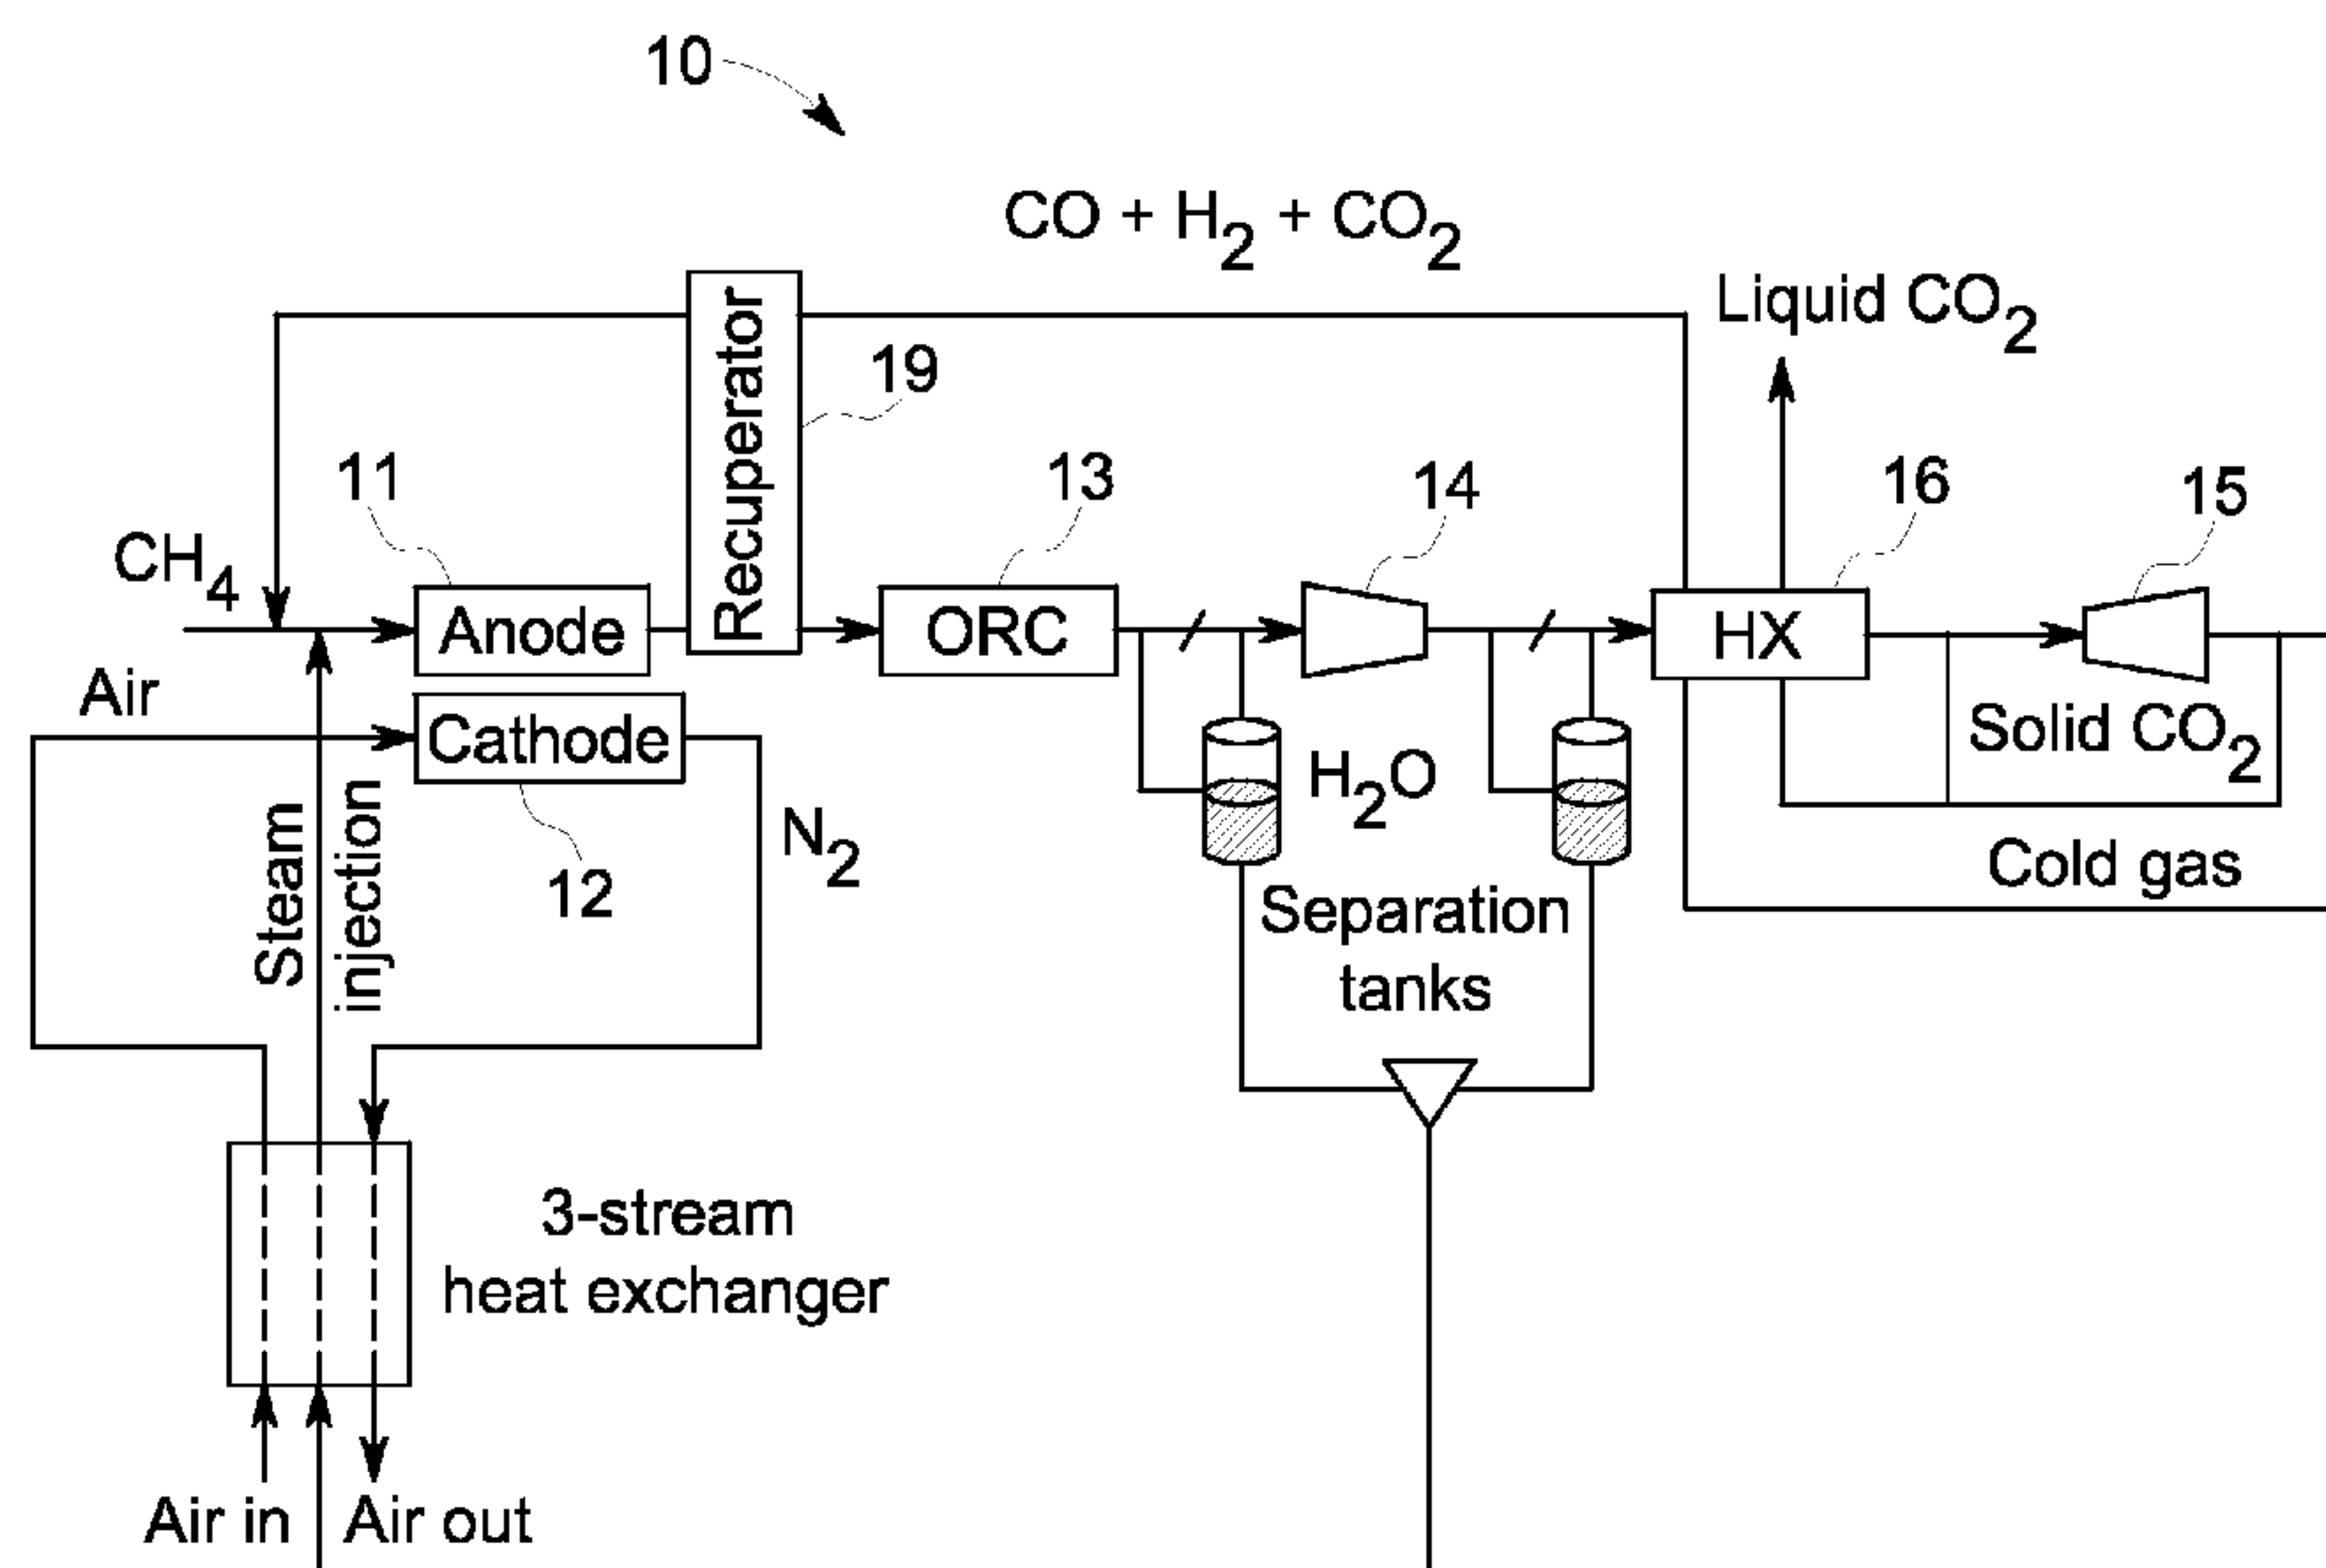 10
CO + H₂ + CO₂
Liquid CO₂
Recuperator
19
11
13
14
16
15
CH₄
Anode
ORC
HX
Air
Cathode
Solid CO₂
H₂O
N₂
12
Steam
injection
Cold gas
Separation
tanks
3-stream
heat exchanger
Air in
Air out